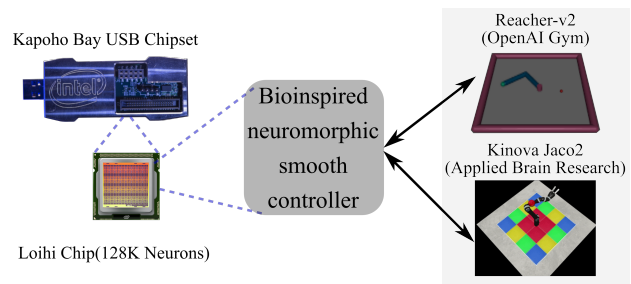 Kapoho Bay USB Chipset
intel
Loihi Chip(128K Neurons)
Bioinspired
neuromorphic
smooth
controller
Reacher-v2
(OpenAI Gym)
Kinova Jaco2
(Applied Brain Research)